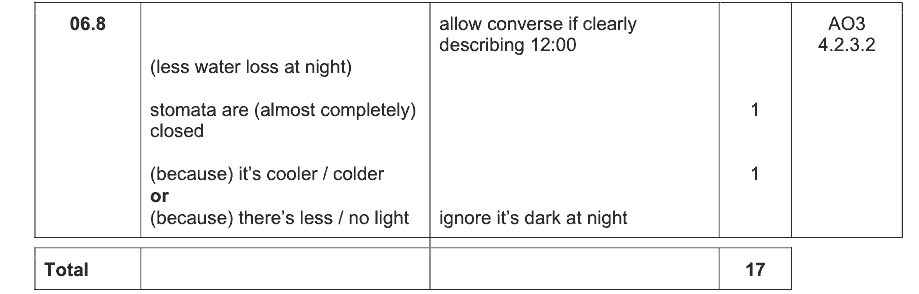 06.8 allow converse if clearly AO3
describing 12:00 4.2.3.2
(less water loss at night)
stomata are (almost completely) 1
closed
(because) it's cooler / colder 1
or
(because) there's less / no light ignore it's dark at night
Total 17